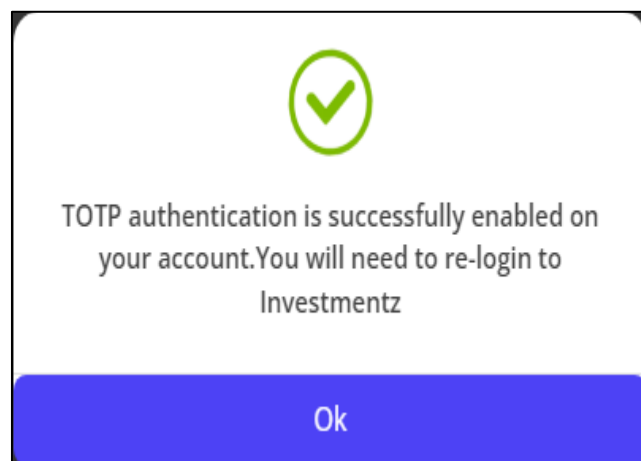 TOTP authentication is successfully enabled on
your account.You will need to re-login to
Investmentz
Ok